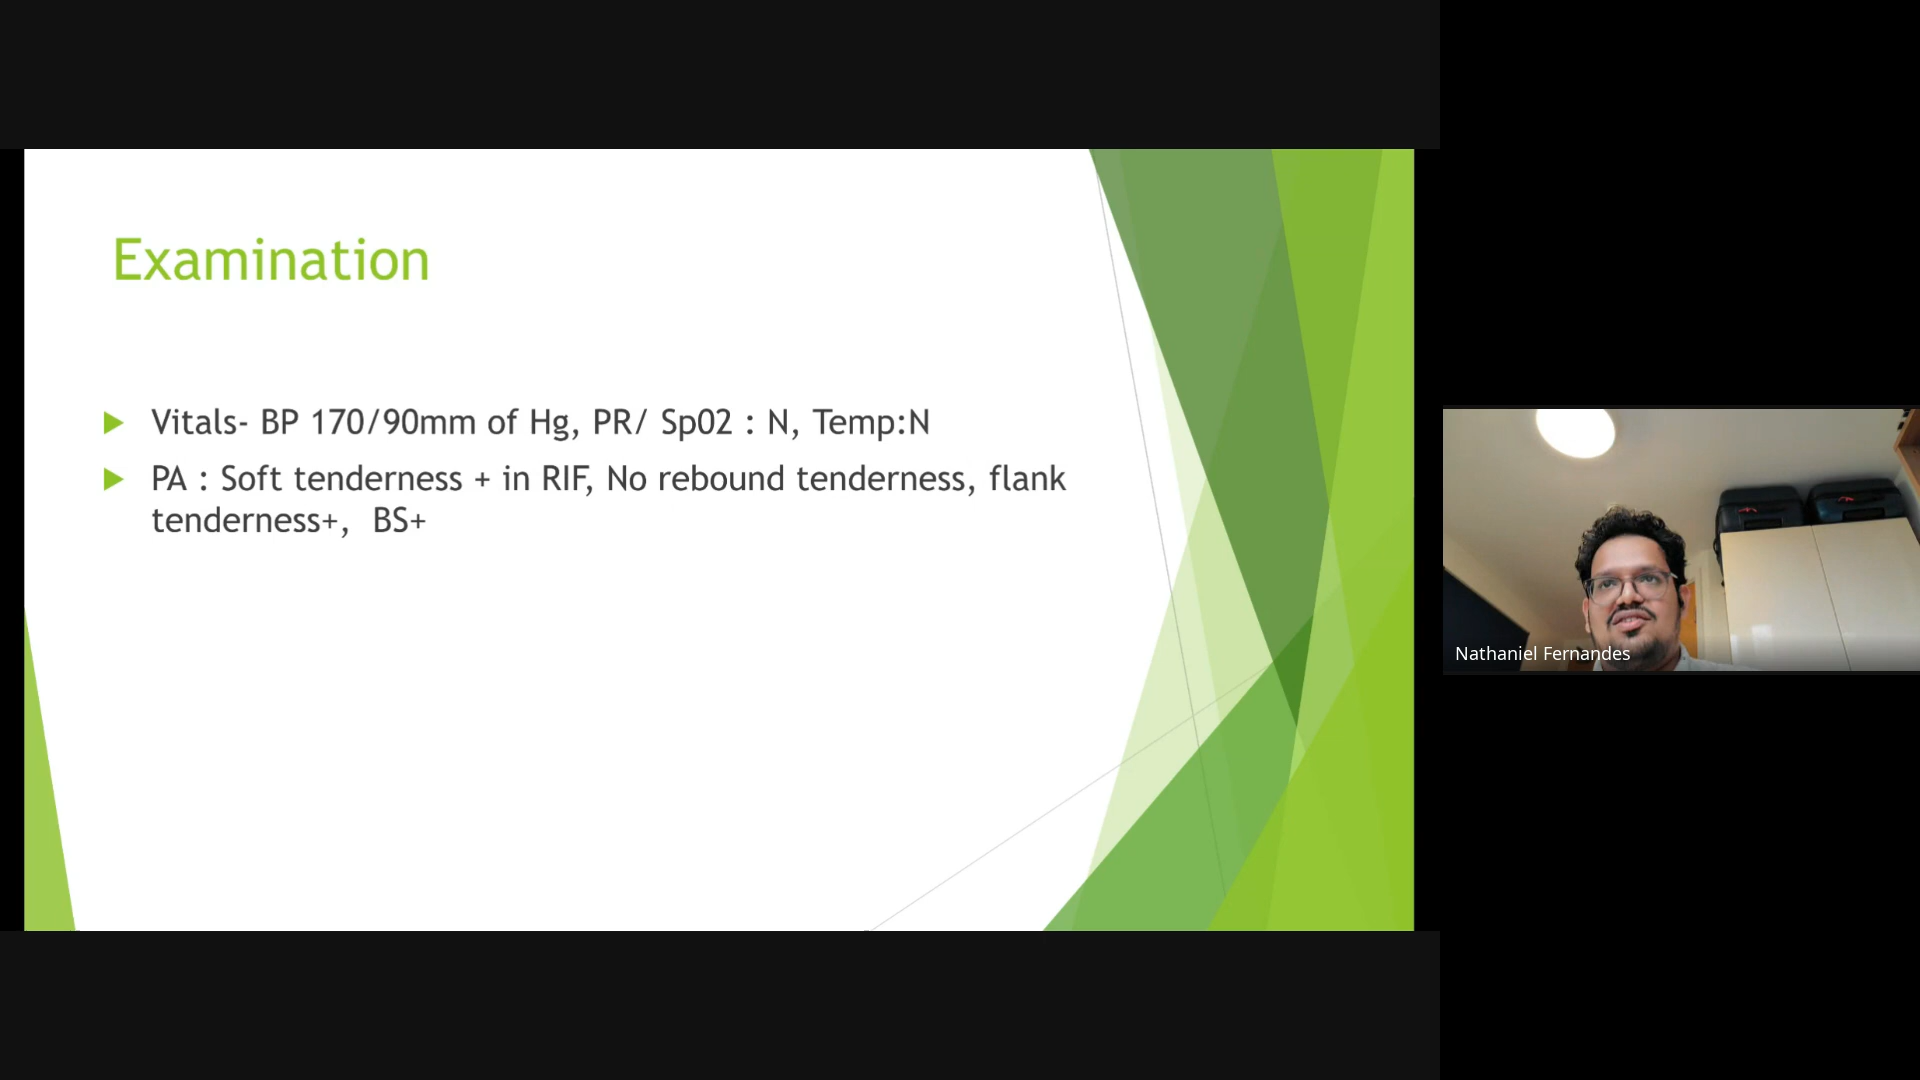 Examination
Vitals- BP 170/90mm of Hg, PR/ Sp02 : N, Temp:N
PA : Soft tenderness + in RIF, No rebound tenderness, flank
tenderness+, BS+
Nathaniel Fernandes